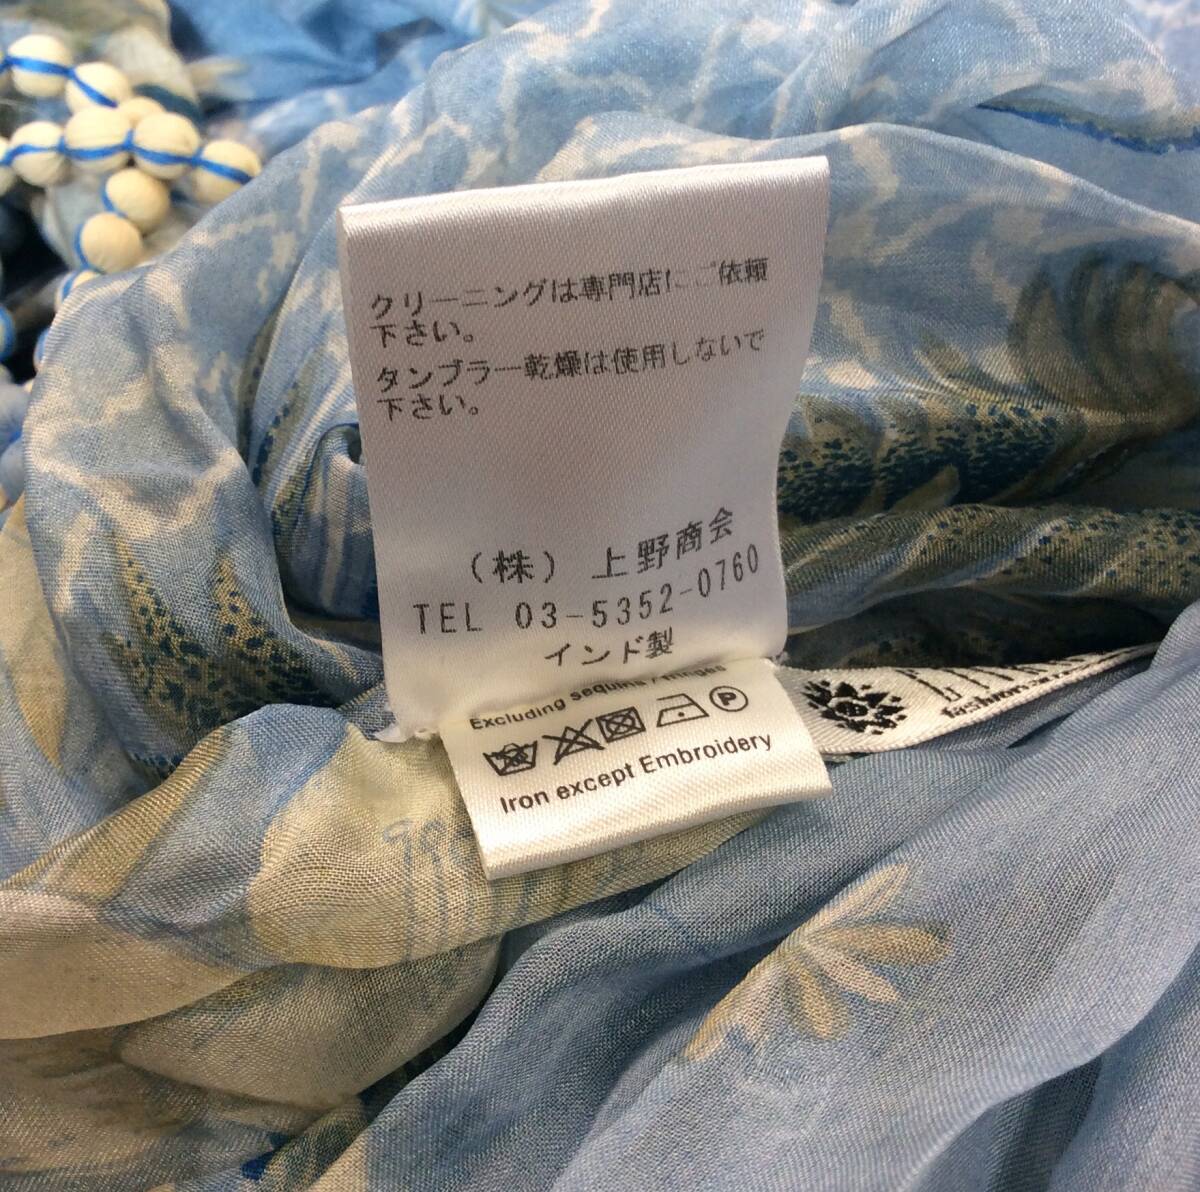 クリーニングは専門店にご依頼
下さい。
タンブラー乾燥は使用しないで
下さい。
（株） 上野商会
TEL 03-5352-0760
インド製
Excluding sequins / fringes
P
Iron except Embroidery